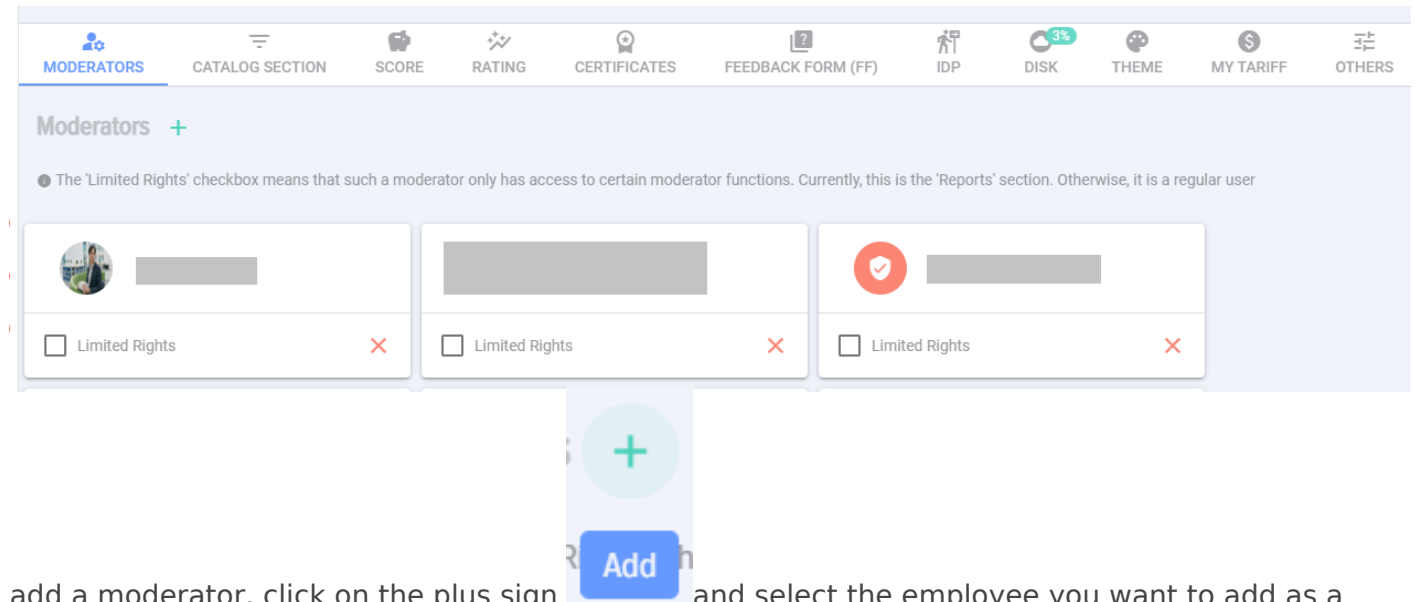 3%
MODERATORS CATALOG SECTION SCORE RATING CERTIFICATES FEEDBACK FORM (FF) IDP DISK THEME MY TARIFF OTHERS
Moderators +
The 'Limited Rights' checkbox means that such a moderator only has access to certain moderator functions. Currently, this is the 'Reports' section. Otherwise, it is a regular user
Limited Rights Limited Rights Limited Rights
+
Add
add a moderator, click on the plus sign and select the employee you want to add as a